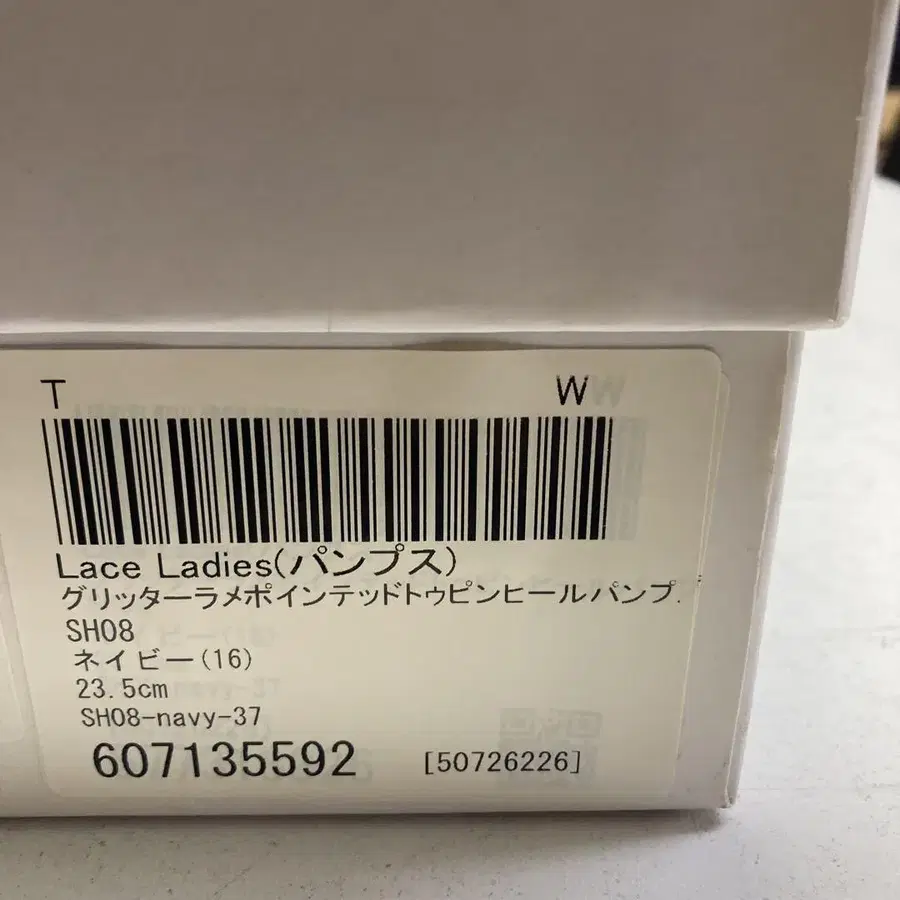 T W
Lace Ladies(パンプス)
グリッターラメポインテッドトゥピンヒールパンプ.
SH08
ネイビー(16)
23.5cm
SH08-navy-37
607135592 [50726226]